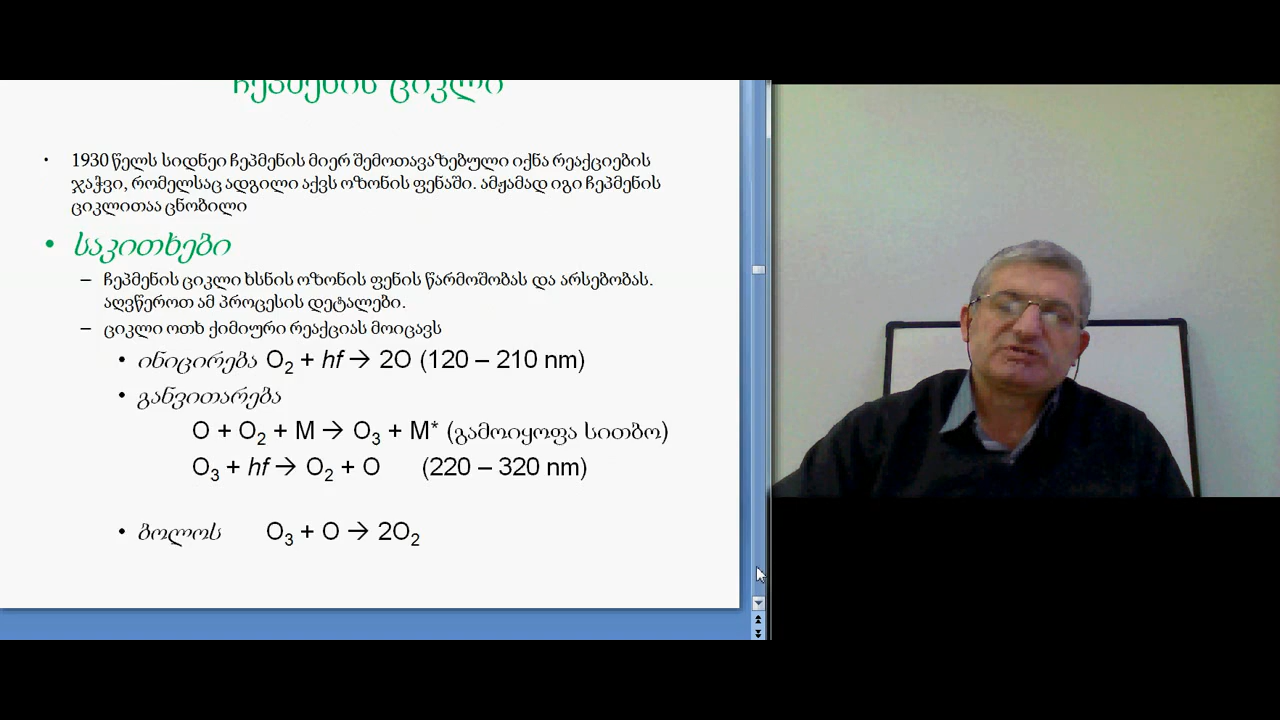 ჩეპმენის ციკლი
• 1930 წელს სიდნეი ჩეპმენის მიერ შემოთავაზებული იქნა რეაქციების
ჯაჭვი, რომელსაც ადგილი აქვს ოზონის ფენაში. ამჟამად იგი ჩეპმენის
ციკლითაა ცნობილი
• საკითხები
– ჩეპმენის ციკლი ხსნის ოზონის ფენის წარმოშობას და არსებობას.
აღვწეროთ ამ პროცესის დეტალები.
– ციკლი ოთხ ქიმიური რეაქციას მოიცავს
• ინიცირება O₂ + hf → 2O (120 – 210 nm)
• განვითარება
O + O₂ + M → O₃ + M* (გამოიყოფა სითბო)
O₃ + hf → O₂ + O (220 – 320 nm)
• ბოლოს O₃ + O → 2O₂